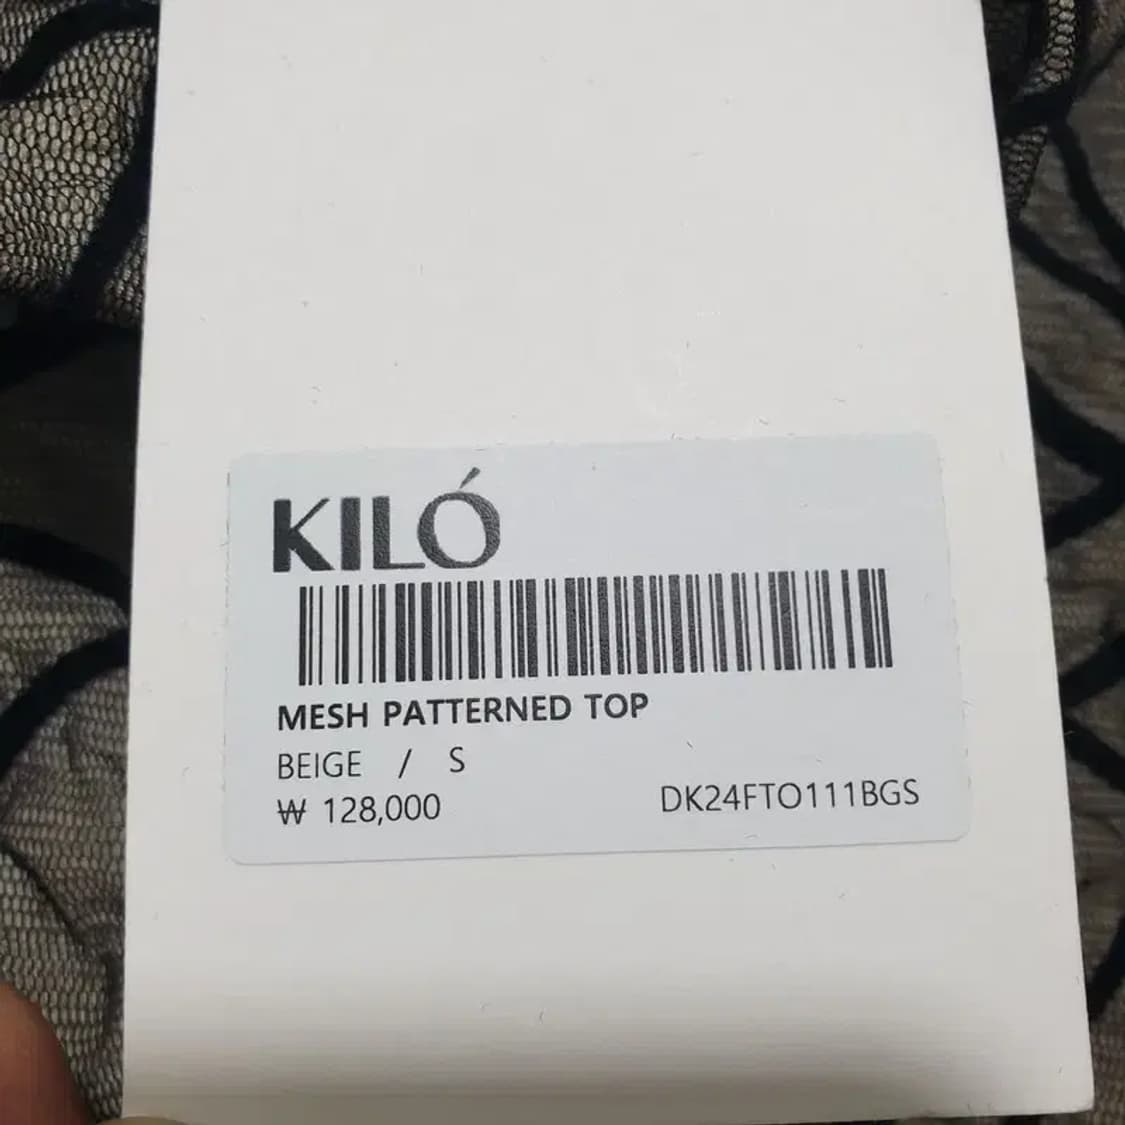 KILÓ
MESH PATTERNED TOP
BEIGE / S
₩ 128,000
DK24FTO111BGS